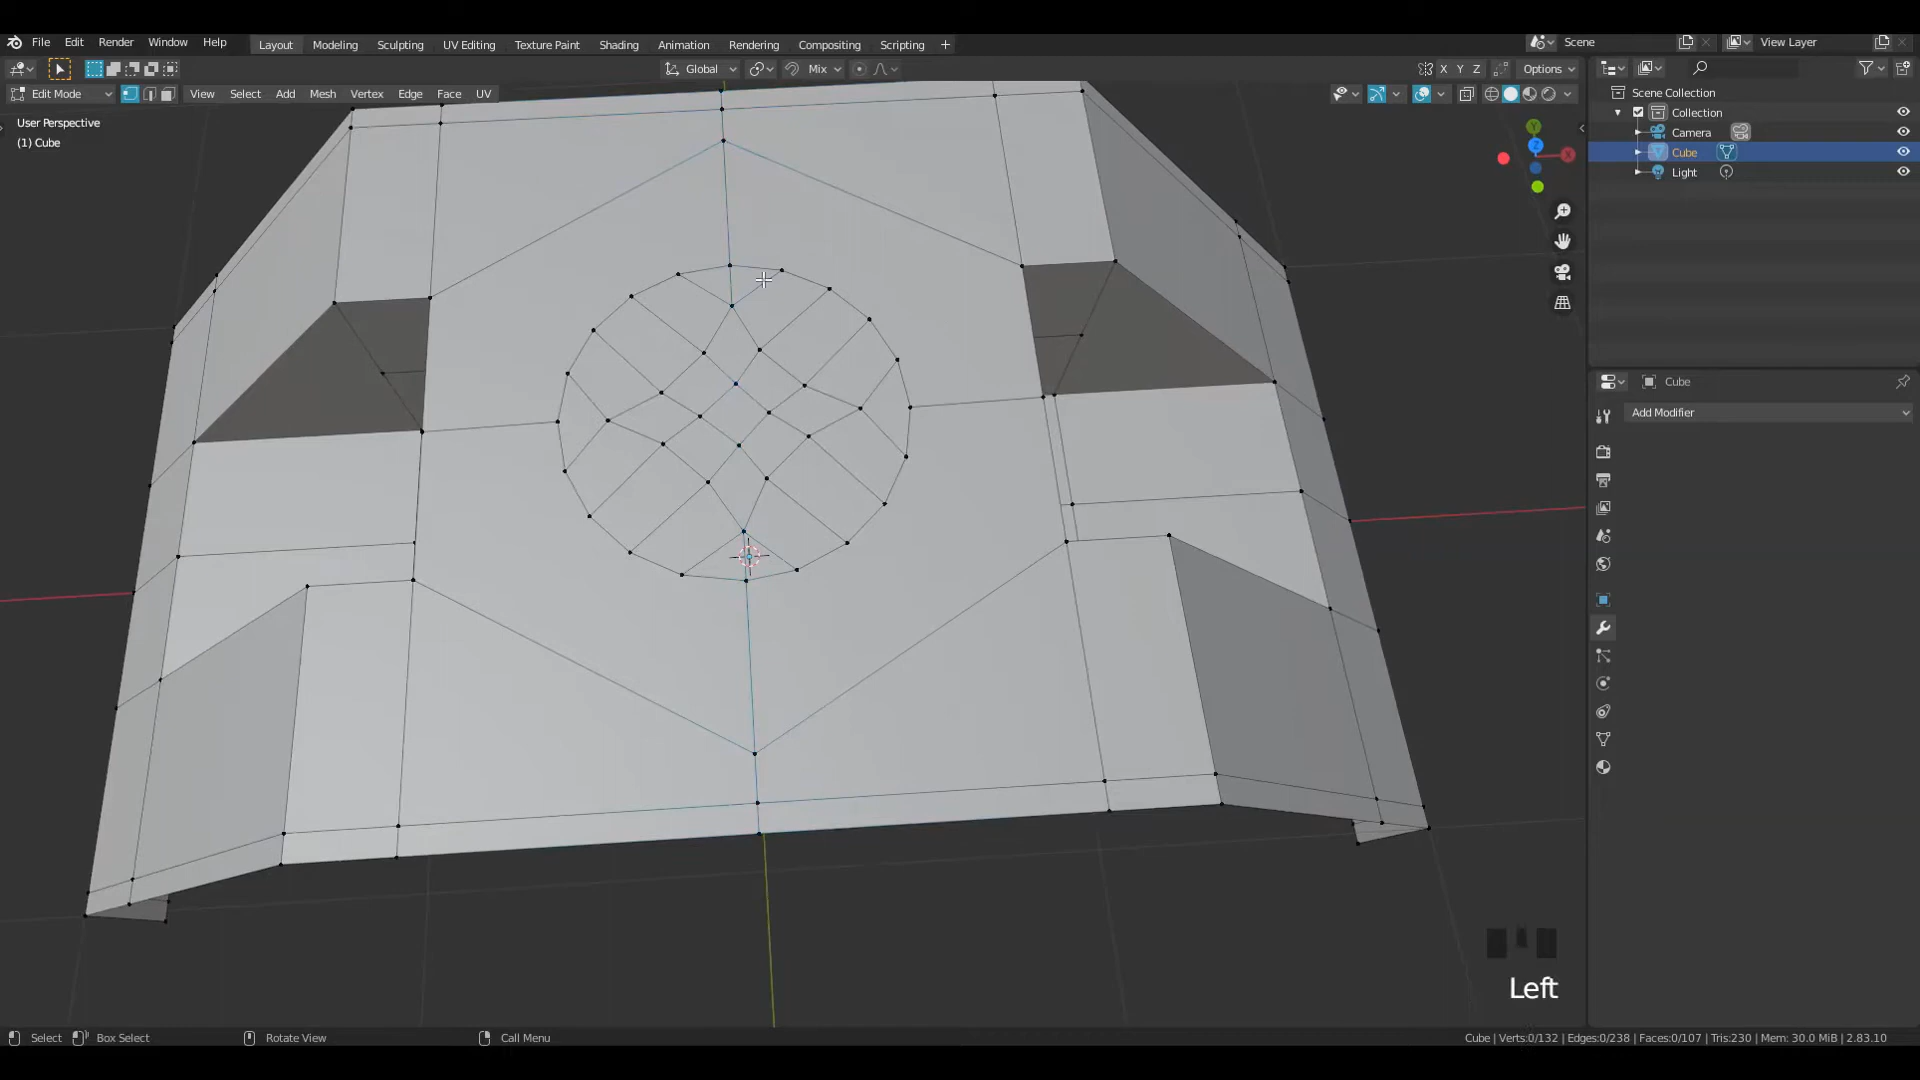 File Edit Render Window Help Layout Modeling Sculpting UV Editing Texture Paint Shading Animation Rendering Compositing Scripting + Scene View Layer
Global Mix X Y Z Options
Edit Mode View Select Add Mesh Vertex Edge Face UV
User Perspective
(1) Cube
Y
Z
X
Scene Collection
Collection
Camera
Cube
Light
Cube
Add Modifier
Left
Select Box Select Rotate View Call Menu Cube | Verts:0/132 | Edges:0/238 | Faces:0/107 | Tris:230 | Mem: 30.0 MiB | 2.83.10